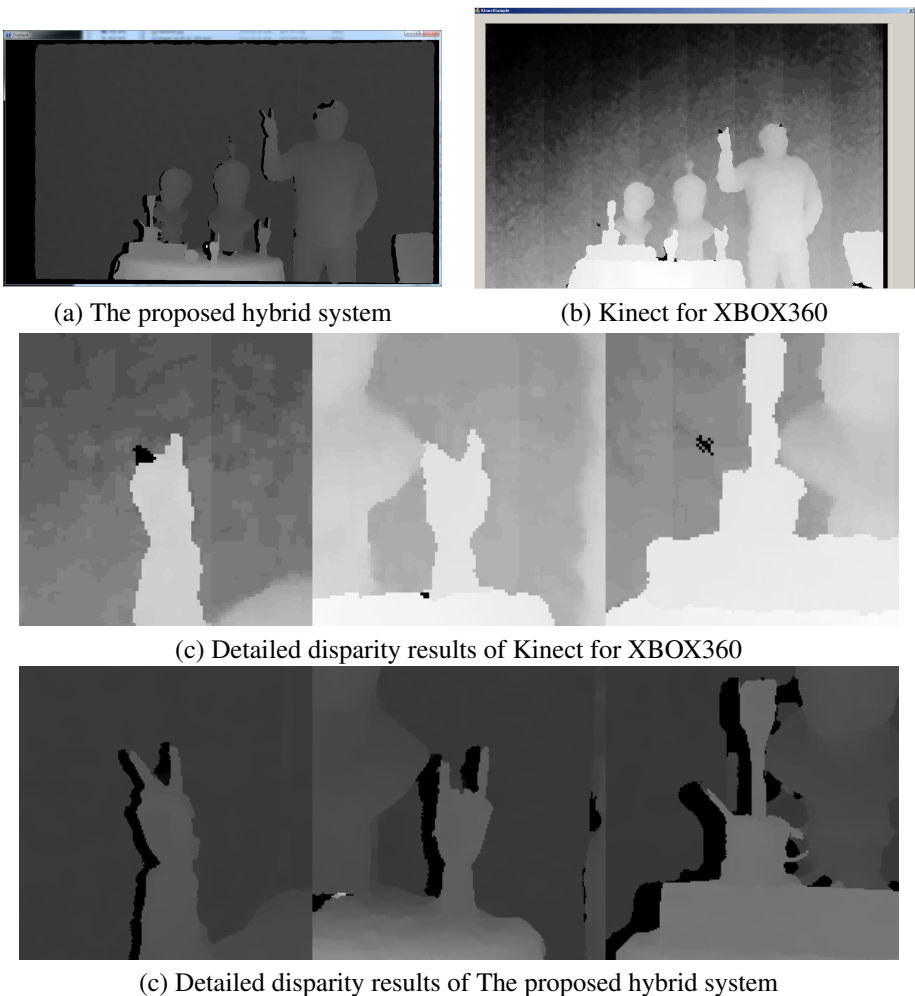 KinectExample
(a) The proposed hybrid system
(b) Kinect for XBOX360
(c) Detailed disparity results of Kinect for XBOX360
(c) Detailed disparity results of The proposed hybrid system